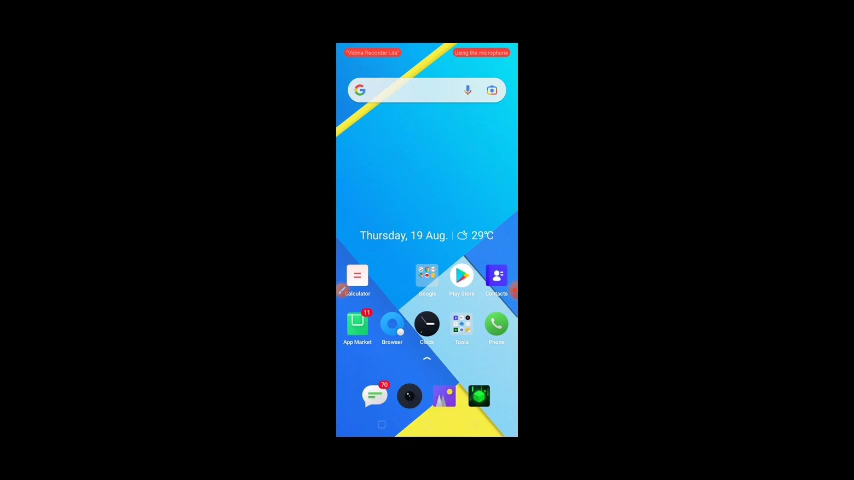 "Vidma Recorder Lite"
Using the microphone
Thursday, 19 Aug. 29℃
Calculator
Google
Play Store
Contacts
11
App Market
Browser
Clock
Tools
Phone
70